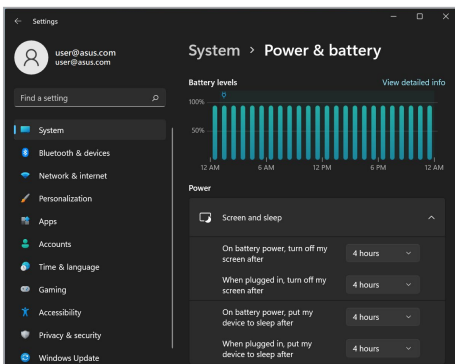 Settings
user@asus.com
user@asus.com
Find a setting
System
Bluetooth & devices
Network & internet
Personalization
Apps
Accounts
Time & language
Gaming
Accessibility
Privacy & security
Windows Update
System > Power & battery
Battery levels
View detailed info
100%
50%
12 AM
6 AM
12 PM
6 PM
12 AM
Power
Screen and sleep
On battery power, turn off my
screen after
4 hours
When plugged in, turn off my
screen after
4 hours
On battery power, put my
device to sleep after
4 hours
When plugged in, put my
device to sleep after
4 hours